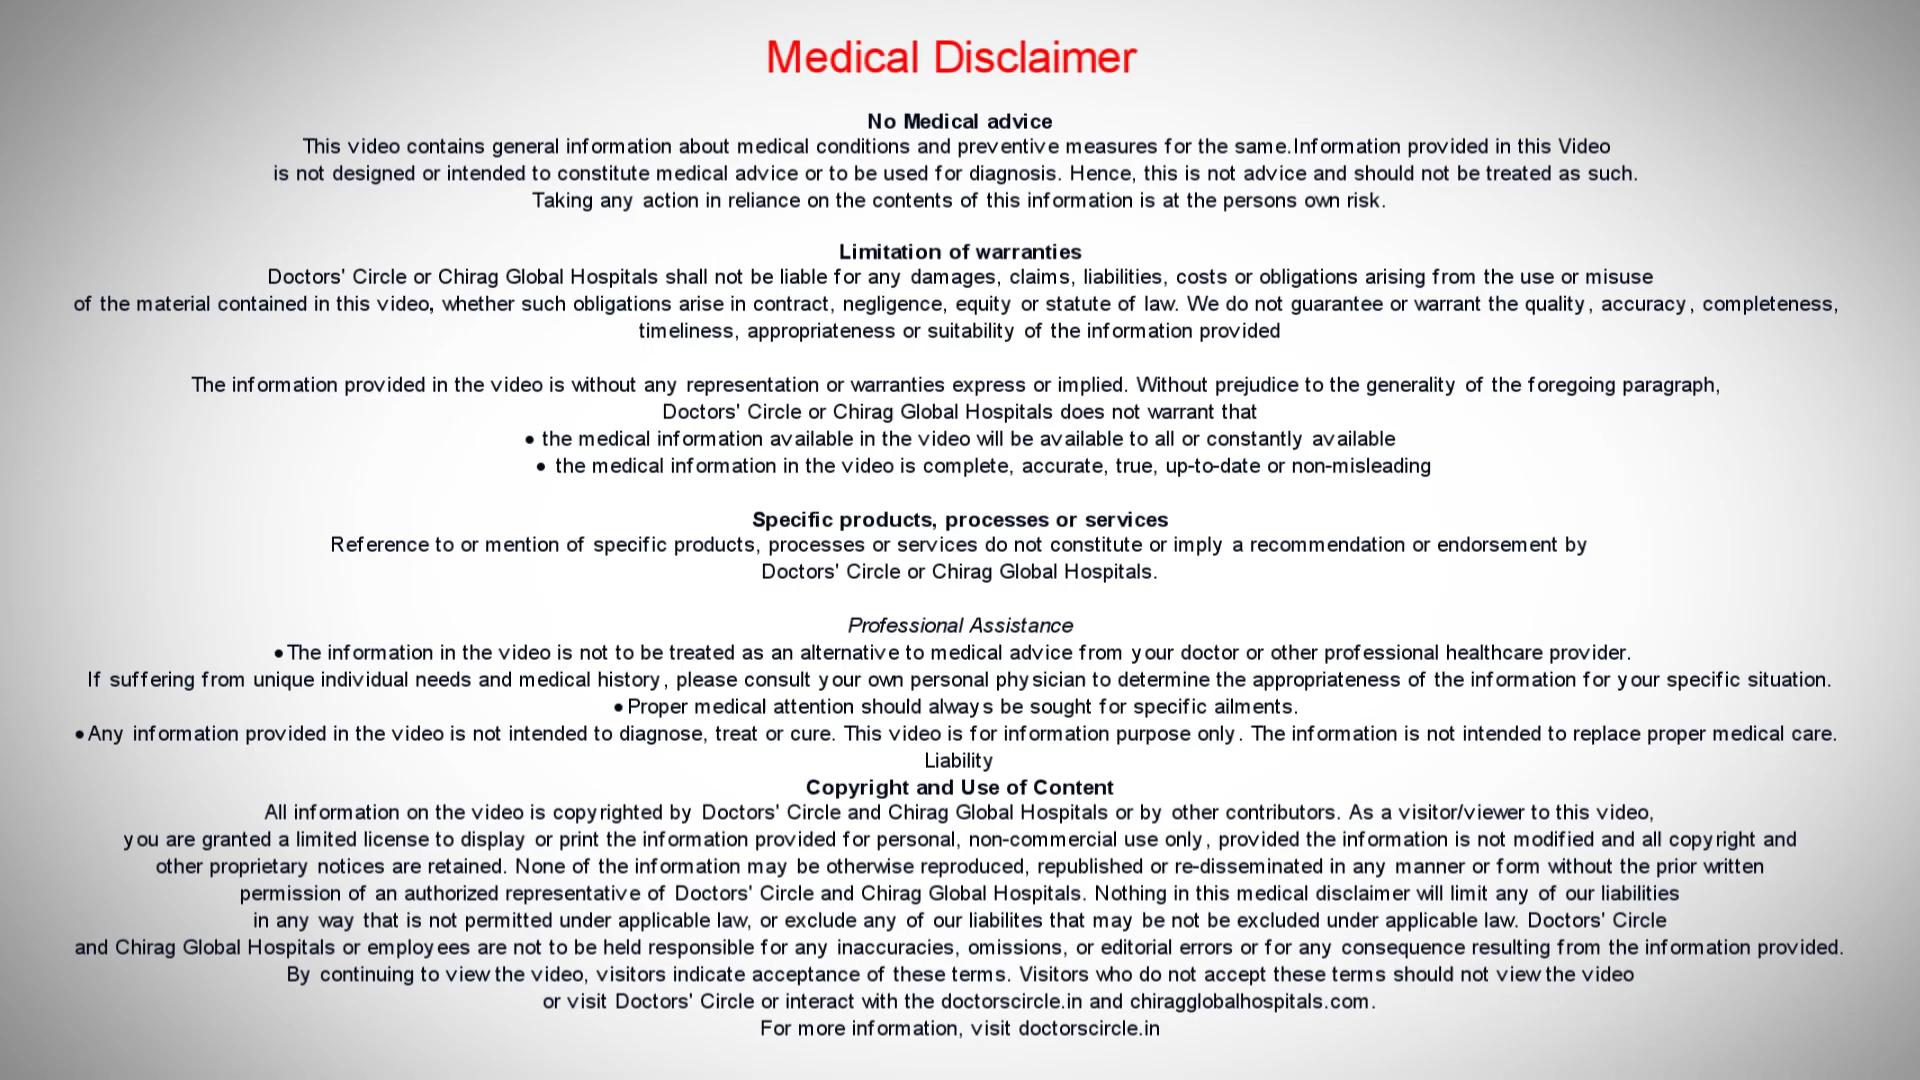 Medical Disclaimer
No Medical advice
This video contains general information about medical conditions and preventive measures for the same.Information provided in this Video
is not designed or intended to constitute medical advice or to be used for diagnosis. Hence, this is not advice and should not be treated as such.
Taking any action in reliance on the contents of this information is at the persons own risk.
Limitation of warranties
Doctors' Circle or Chirag Global Hospitals shall not be liable for any damages, claims, liabilities, costs or obligations arising from the use or misuse
of the material contained in this video, whether such obligations arise in contract, negligence, equity or statute of law. We do not guarantee or warrant the quality, accuracy, completeness,
timeliness, appropriateness or suitability of the information provided
The information provided in the video is without any representation or warranties express or implied. Without prejudice to the generality of the foregoing paragraph,
Doctors' Circle or Chirag Global Hospitals does not warrant that
• the medical information available in the video will be available to all or constantly available
• the medical information in the video is complete, accurate, true, up-to-date or non-misleading
Specific products, processes or services
Reference to or mention of specific products, processes or services do not constitute or imply a recommendation or endorsement by
Doctors' Circle or Chirag Global Hospitals.
Professional Assistance
•The information in the video is not to be treated as an alternative to medical advice from your doctor or other professional healthcare provider.
If suffering from unique individual needs and medical history, please consult your own personal physician to determine the appropriateness of the information for your specific situation.
•Proper medical attention should always be sought for specific ailments.
•Any information provided in the video is not intended to diagnose, treat or cure. This video is for information purpose only. The information is not intended to replace proper medical care.
Liability
Copyright and Use of Content
All information on the video is copyrighted by Doctors' Circle and Chirag Global Hospitals or by other contributors. As a visitor/viewer to this video,
you are granted a limited license to display or print the information provided for personal, non-commercial use only, provided the information is not modified and all copyright and
other proprietary notices are retained. None of the information may be otherwise reproduced, republished or re-disseminated in any manner or form without the prior written
permission of an authorized representative of Doctors' Circle and Chirag Global Hospitals. Nothing in this medical disclaimer will limit any of our liabilities
in any way that is not permitted under applicable law, or exclude any of our liabilites that may be not be excluded under applicable law. Doctors' Circle
and Chirag Global Hospitals or employees are not to be held responsible for any inaccuracies, omissions, or editorial errors or for any consequence resulting from the information provided.
By continuing to view the video, visitors indicate acceptance of these terms. Visitors who do not accept these terms should not view the video
or visit Doctors' Circle or interact with the doctorscircle.in and chiragglobalhospitals.com.
For more information, visit doctorscircle.in